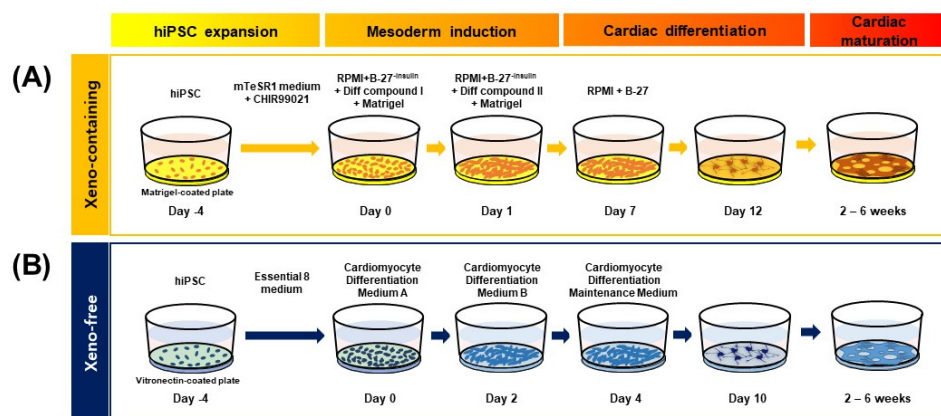 hiPSC expansion
Mesoderm induction
Cardiac differentiation
Cardiac
maturation
(A)
Xeno-containing
hiPSC
mTeSR1 medium
+ CHIR99021
RPMI+B-27-insulin
+ Diff compound I
+ Matrigel
RPMI+B-27-insulin
+ Diff compound II
+ Matrigel
RPMI + B-27
Matrigel-coated plate
Day -4
Day 0
Day 1
Day 7
Day 12
2 – 6 weeks
(B)
Xeno-free
hiPSC
Essential 8
medium
Cardiomyocyte
Differentiation
Medium A
Cardiomyocyte
Differentiation
Medium B
Cardiomyocyte
Differentiation
Maintenance Medium
Vitronectin-coated plate
Day -4
Day 0
Day 2
Day 4
Day 10
2 – 6 weeks